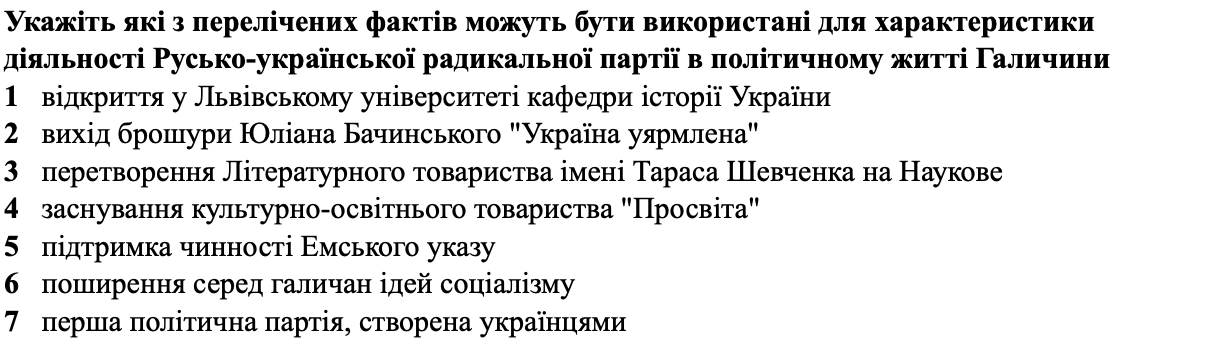 Укажіть які з перелічених фактів можуть бути використані для характеристики
діяльності Русько-української радикальної партії в політичному житті Галичини
1 відкриття у Львівському університеті кафедри історії України
2 вихід брошури Юліана Бачинського "Україна уярмлена"
3 перетворення Літературного товариства імені Тараса Шевченка на Наукове
4 заснування культурно-освітнього товариства "Просвіта"
5 підтримка чинності Емського указу
6 поширення серед галичан ідей соціалізму
7 перша політична партія, створена українцями